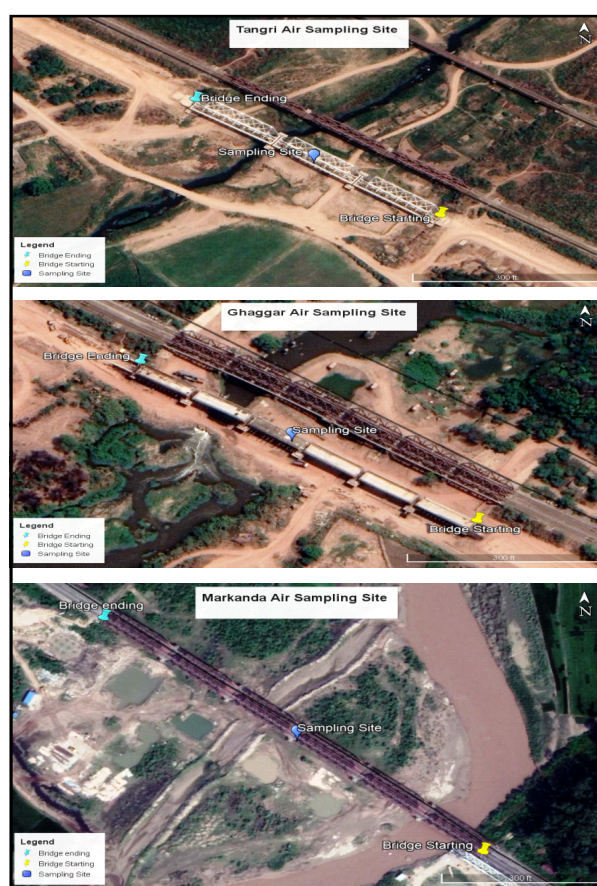 Tangri Air Sampling Site
N
Bridge Ending
Sampling Site
Bridge Starting
Legend
Bridge Ending
Bridge Starting
Sampling Site
300 ft
Ghaggar Air Sampling Site
N
Bridge Ending
Sampling Site
Bridge Starting
Legend
Bridge Ending
Bridge Starting
Sampling Site
300 ft
Markanda Air Sampling Site
N
Bridge ending
Sampling Site
Bridge Starting
Legend
Bridge ending
Bridge Starting
Sampling Site
300 ft